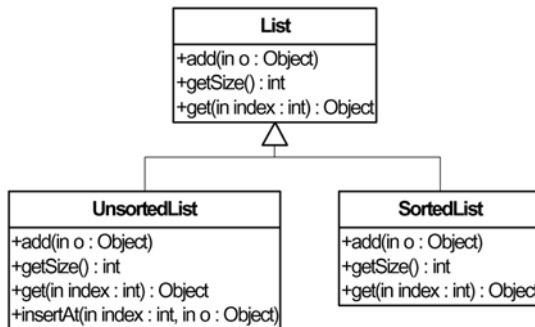 List
+add(in o : Object)
+getSize() : int
+get(in index : int) : Object
UnsortedList
+add(in o : Object)
+getSize() : int
+get(in index : int) : Object
+insertAt(in index : int, in o : Object)
SortedList
+add(in o : Object)
+getSize() : int
+get(in index : int) : Object